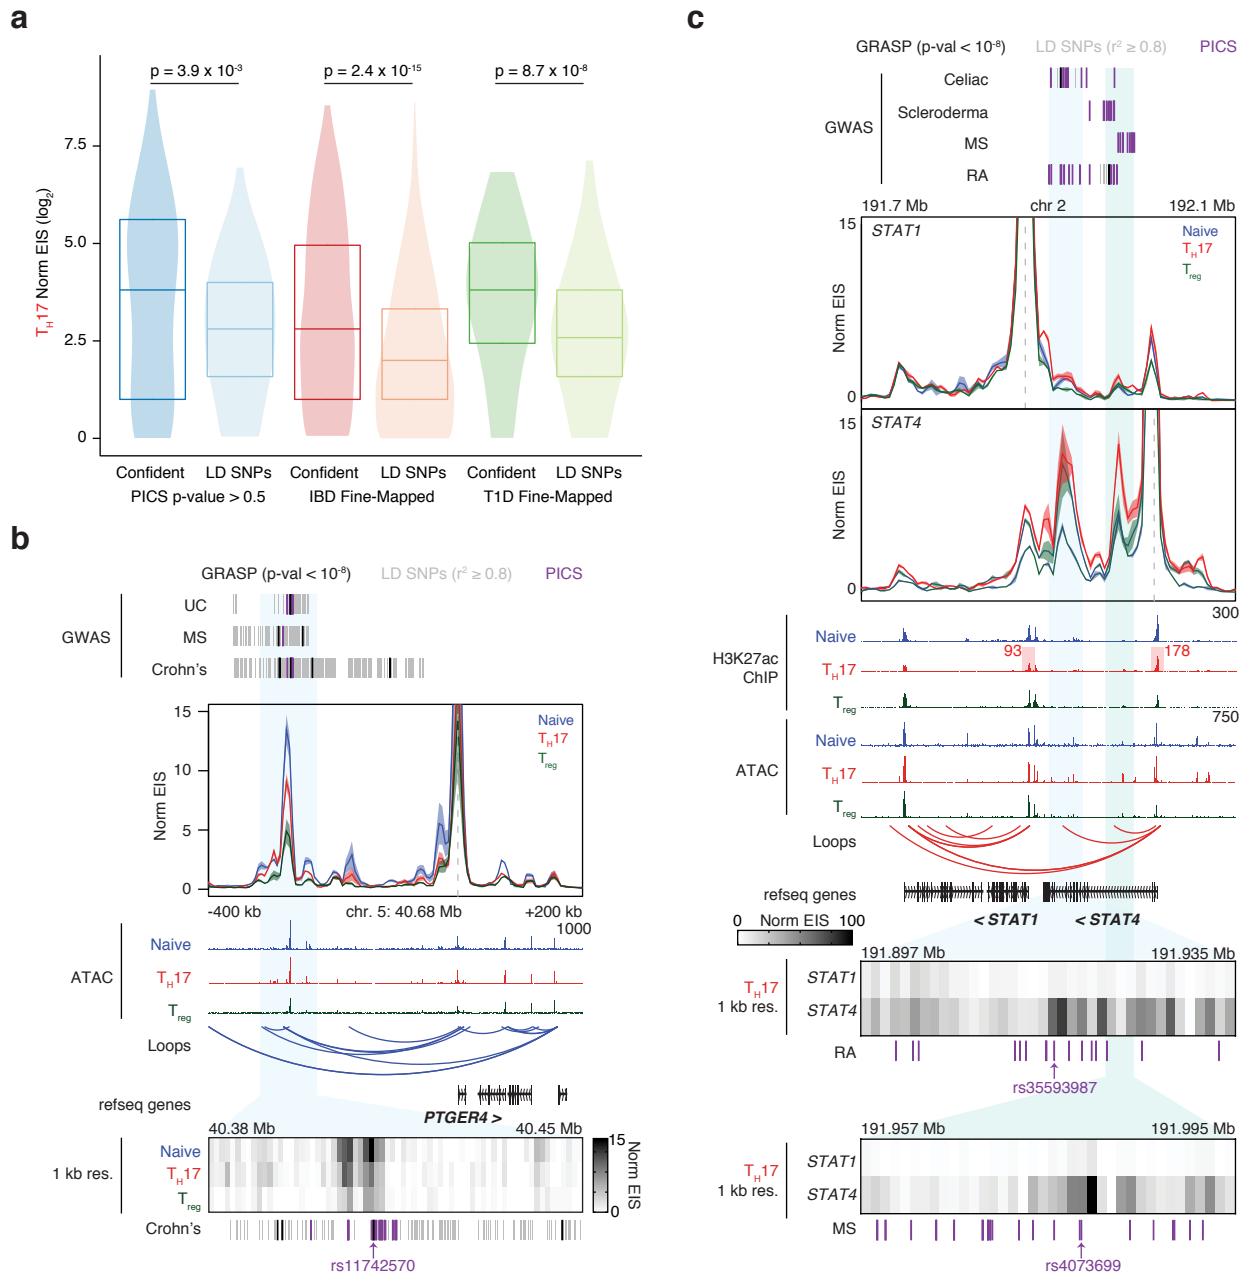 a
p = 3.9 x 10-3
p = 2.4 x 10-15
p = 8.7 x 10-8
TH17 Norm EIS (log2)
7.5
5.0
2.5
0
Confident LD SNPs Confident LD SNPs Confident LD SNPs
PICS p-value > 0.5 IBD Fine-Mapped T1D Fine-Mapped
b
GRASP (p-val < 10-8) LD SNPs (r2 ≥ 0.8) PICS
GWAS
UC
MS
Crohn's
Norm EIS
15
10
5
0
Naive
TH17
Treg
-400 kb chr. 5: 40.68 Mb +200 kb
1000
ATAC
Naive
TH17
Treg
Loops
refseq genes
PTGER4 >
40.38 Mb 40.45 Mb
1 kb res.
Naive
TH17
Treg
15
0
Norm EIS
Crohn's
rs11742570
c
GRASP (p-val < 10-8) LD SNPs (r2 ≥ 0.8) PICS
GWAS
Celiac
Scleroderma
MS
RA
191.7 Mb chr 2 192.1 Mb
15
STAT1
Naive
TH17
Treg
Norm EIS
0
15
STAT4
Norm EIS
0
300
H3K27ac
ChIP
Naive
93
178
TH17
Treg
750
ATAC
Naive
TH17
Treg
Loops
refseq genes
< STAT1 < STAT4
0 Norm EIS 100
191.897 Mb 191.935 Mb
TH17
1 kb res.
STAT1
STAT4
RA
rs35593987
191.957 Mb 191.995 Mb
TH17
1 kb res.
STAT1
STAT4
MS
rs4073699